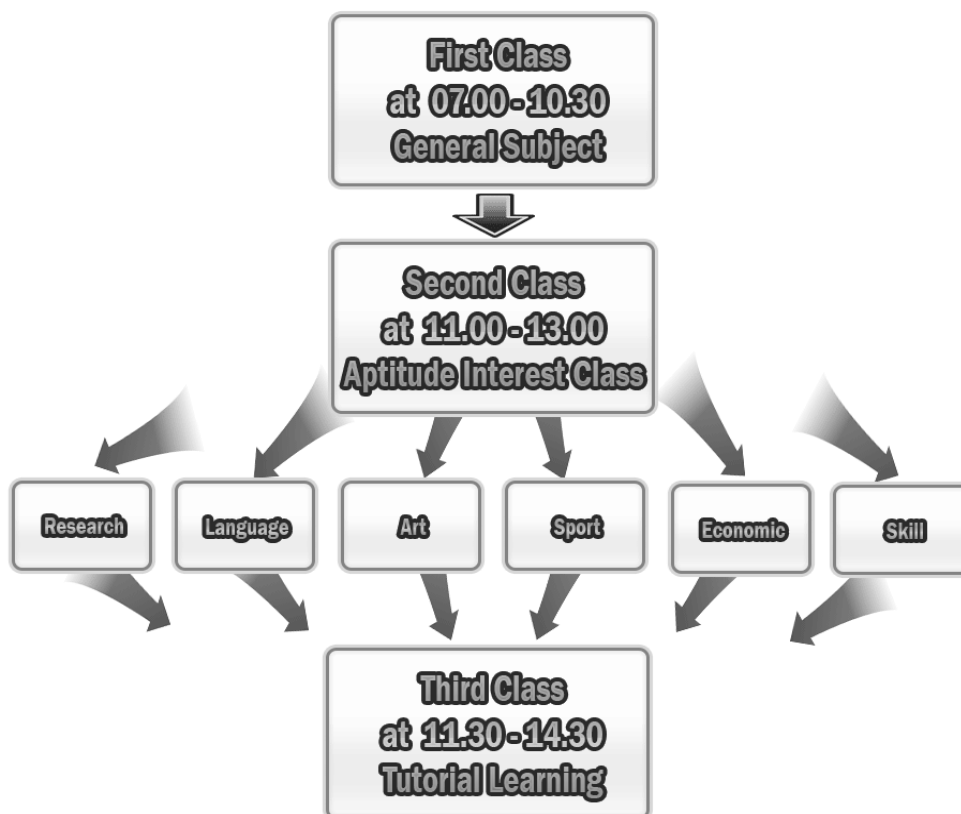 First Class
at 07.00 - 10.30
General Subject
Second Class
at 11.00 - 13.00
Aptitude Interest Class
Research
Language
Art
Sport
Economic
Skill
Third Class
at 11.30 - 14.30
Tutorial Learning